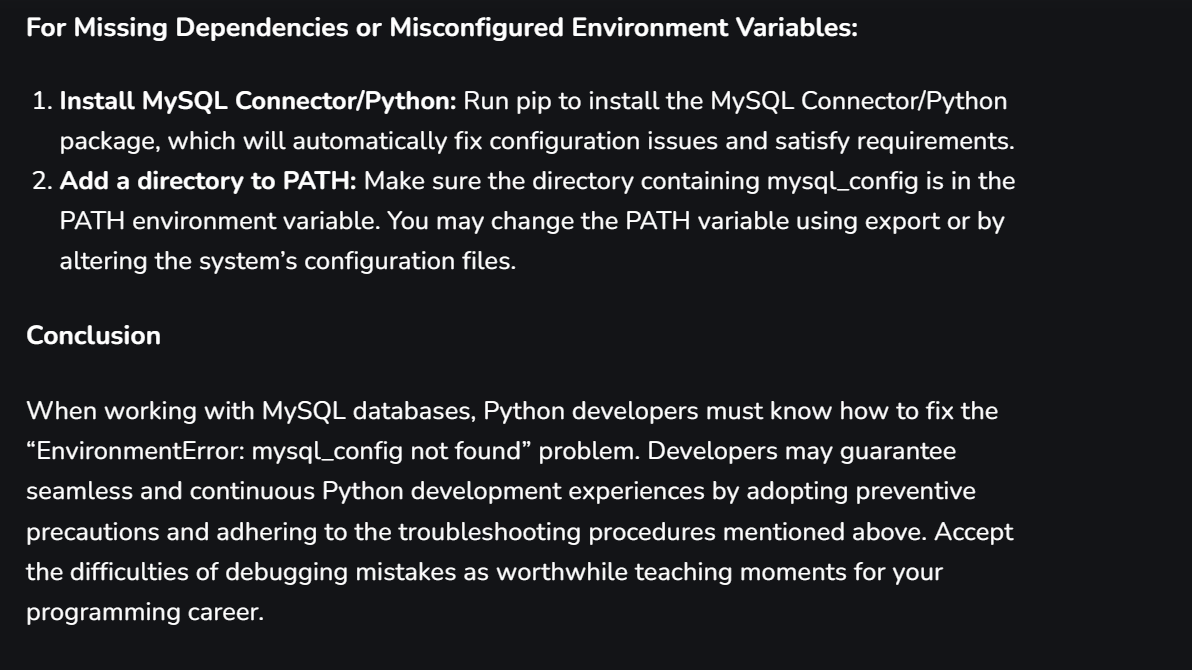 For Missing Dependencies or Misconfigured Environment Variables:
1. Install MySQL Connector/Python: Run pip to install the MySQL Connector/Python
package, which will automatically fix configuration issues and satisfy requirements.
2. Add a directory to PATH: Make sure the directory containing mysql_config is in the
PATH environment variable. You may change the PATH variable using export or by
altering the system’s configuration files.
Conclusion
When working with MySQL databases, Python developers must know how to fix the
“EnvironmentError: mysql_config not found” problem. Developers may guarantee
seamless and continuous Python development experiences by adopting preventive
precautions and adhering to the troubleshooting procedures mentioned above. Accept
the difficulties of debugging mistakes as worthwhile teaching moments for your
programming career.